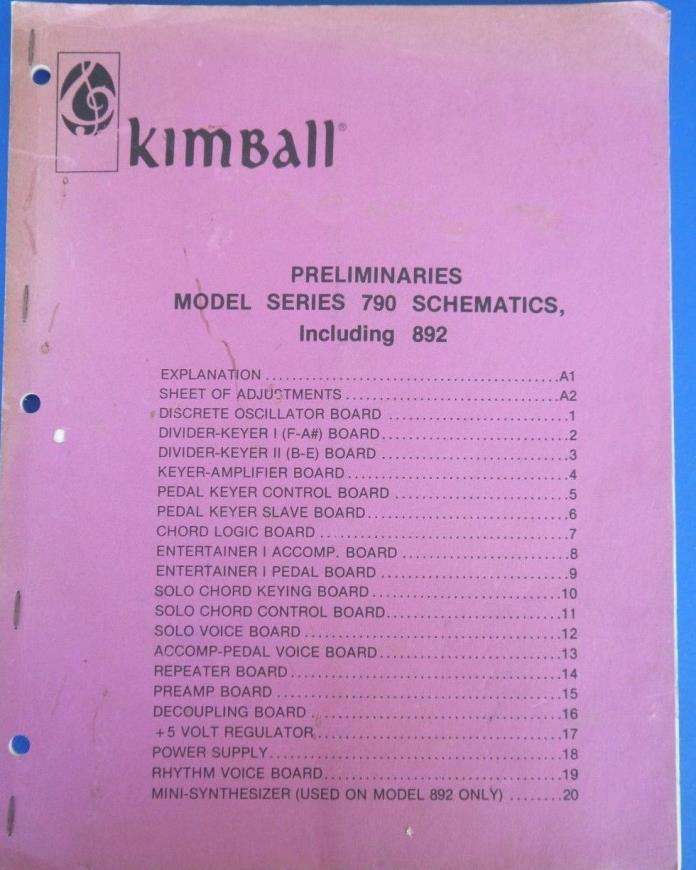 KIMBALL®
PRELIMINARIES
MODEL SERIES 790 SCHEMATICS,
Including 892
EXPLANATION ............................................A1
SHEET OF ADJUSTMENTS ..................................A2
DISCRETE OSCILLATOR BOARD ...........................1
DIVIDER-KEYER I (F-A#) BOARD............................2
DIVIDER-KEYER II (B-E) BOARD ............................3
KEYER-AMPLIFIER BOARD .................................4
PEDAL KEYER CONTROL BOARD ..........................5
PEDAL KEYER SLAVE BOARD..............................6
CHORD LOGIC BOARD .....................................7
ENTERTAINER I ACCOMP. BOARD .........................8
ENTERTAINER I PEDAL BOARD ............................9
SOLO CHORD KEYING BOARD .............................10
SOLO CHORD CONTROL BOARD...........................11
SOLO VOICE BOARD .......................................12
ACCOMP-PEDAL VOICE BOARD............................13
REPEATER BOARD .........................................14
PREAMP BOARD ...........................................15
DECOUPLING BOARD ......................................16
+5 VOLT REGULATOR.....................................17
POWER SUPPLY............................................18
RHYTHM VOICE BOARD....................................19
MINI-SYNTHESIZER (USED ON MODEL 892 ONLY) ........20